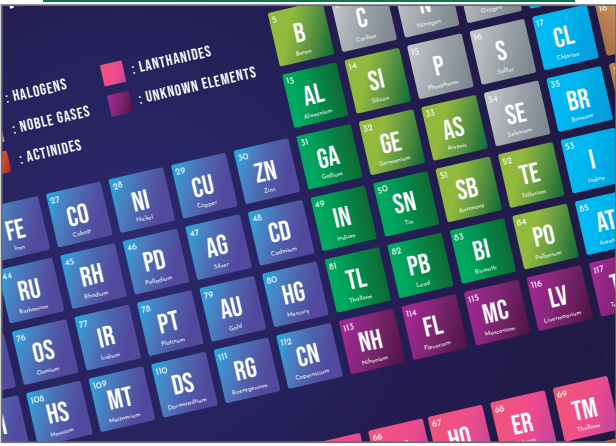 : HALOGENS
: NOBLE GASES
: ACTINIDES
: LANTHANIDES
: UNKNOWN ELEMENTS
5
B
Boron
C
Carbon
Nitrogen
13
AL
14
SI
Silicon
15
P
16
S
Sulfur
17
CL
Chlorine
27
CO
Cobalt
28
NI
Nickel
29
CU
Copper
30
ZN
Zinc
31
GA
Gallium
32
GE
Germanium
33
AS
Arsenic
34
SE
Selenium
35
BR
Bromine
FE
Iron
44
RU
Ruthenium
45
RH
Rhodium
46
PD
Palladium
47
AG
Silver
48
CD
Cadmium
49
IN
Indium
50
SN
Tin
51
SB
Antimony
52
TE
Tellurium
53
I
Iodine
76
OS
Osmium
77
IR
Iridium
78
PT
Platinum
79
AU
Gold
80
HG
Mercury
81
TL
Thallium
82
PB
Lead
83
BI
Bismuth
84
PO
Polonium
85
AT
108
HS
Hassium
109
MT
Meitnerium
110
DS
Darmstadtium
111
RG
Roentgenium
112
CN
Copernicium
113
NH
Nihonium
114
FL
115
MC
116
LV
Livermorium
117
66
67
HO
68
ER
69
TM